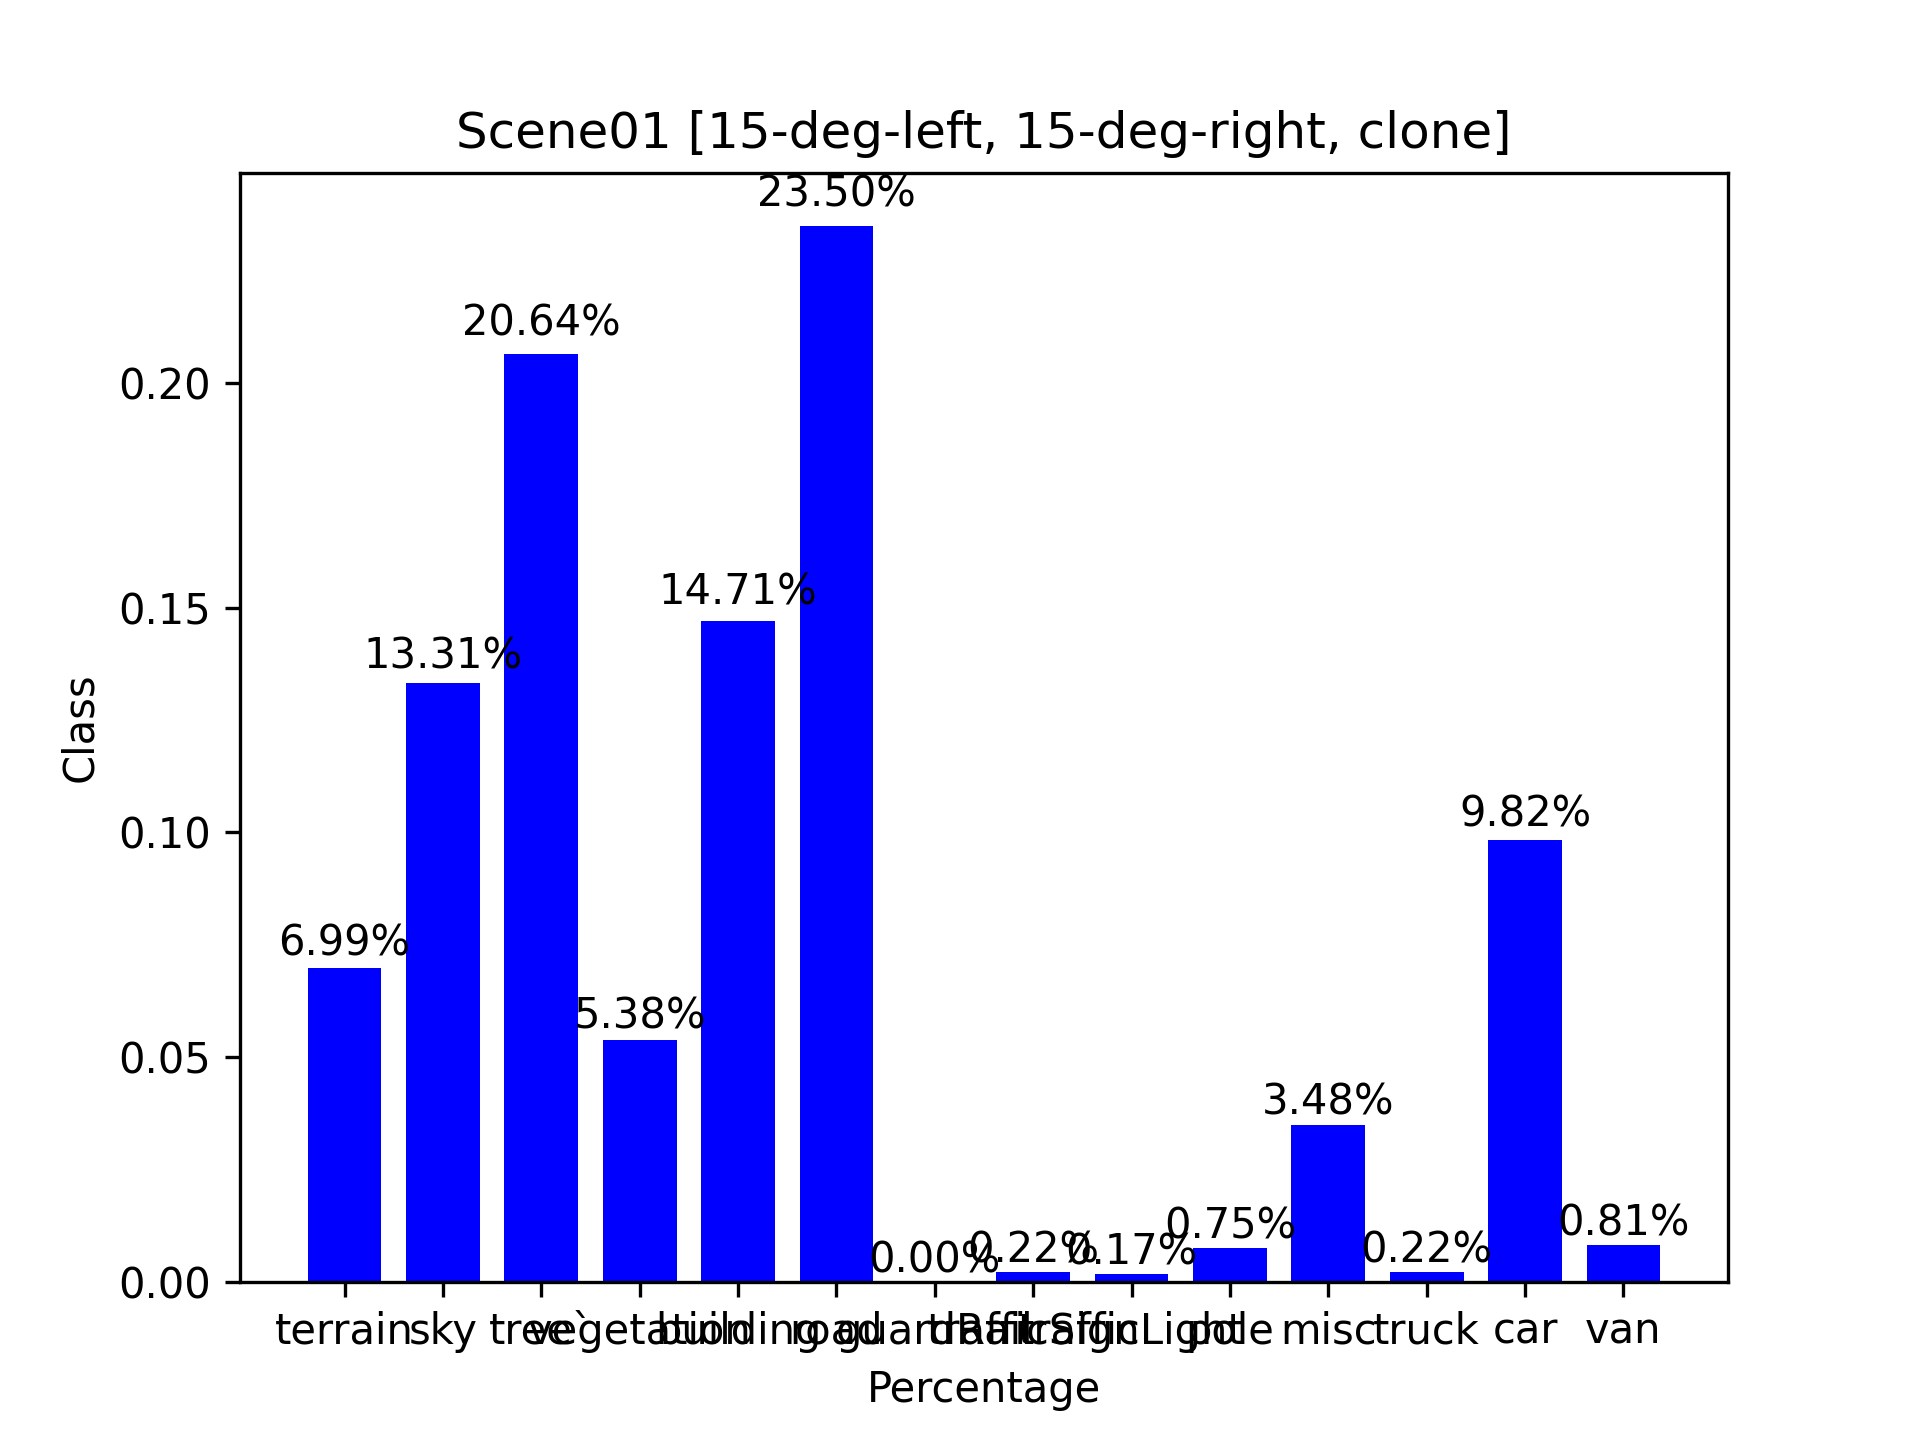 Scene01 [15-deg-left, 15-deg-right, clone]
23.50%
20.64%
0.20
14.71%
0.15
13.31%
Class
9.82%
0.10
6.99%
5.38%
0.05
3.48%
0.75% 0.81%
0.00% 0.22% 0.17% 0.22%
0.00
terrain sky tree` vegetation building road guardRail trafficSign trafficLight pole misc truck car van
Percentage